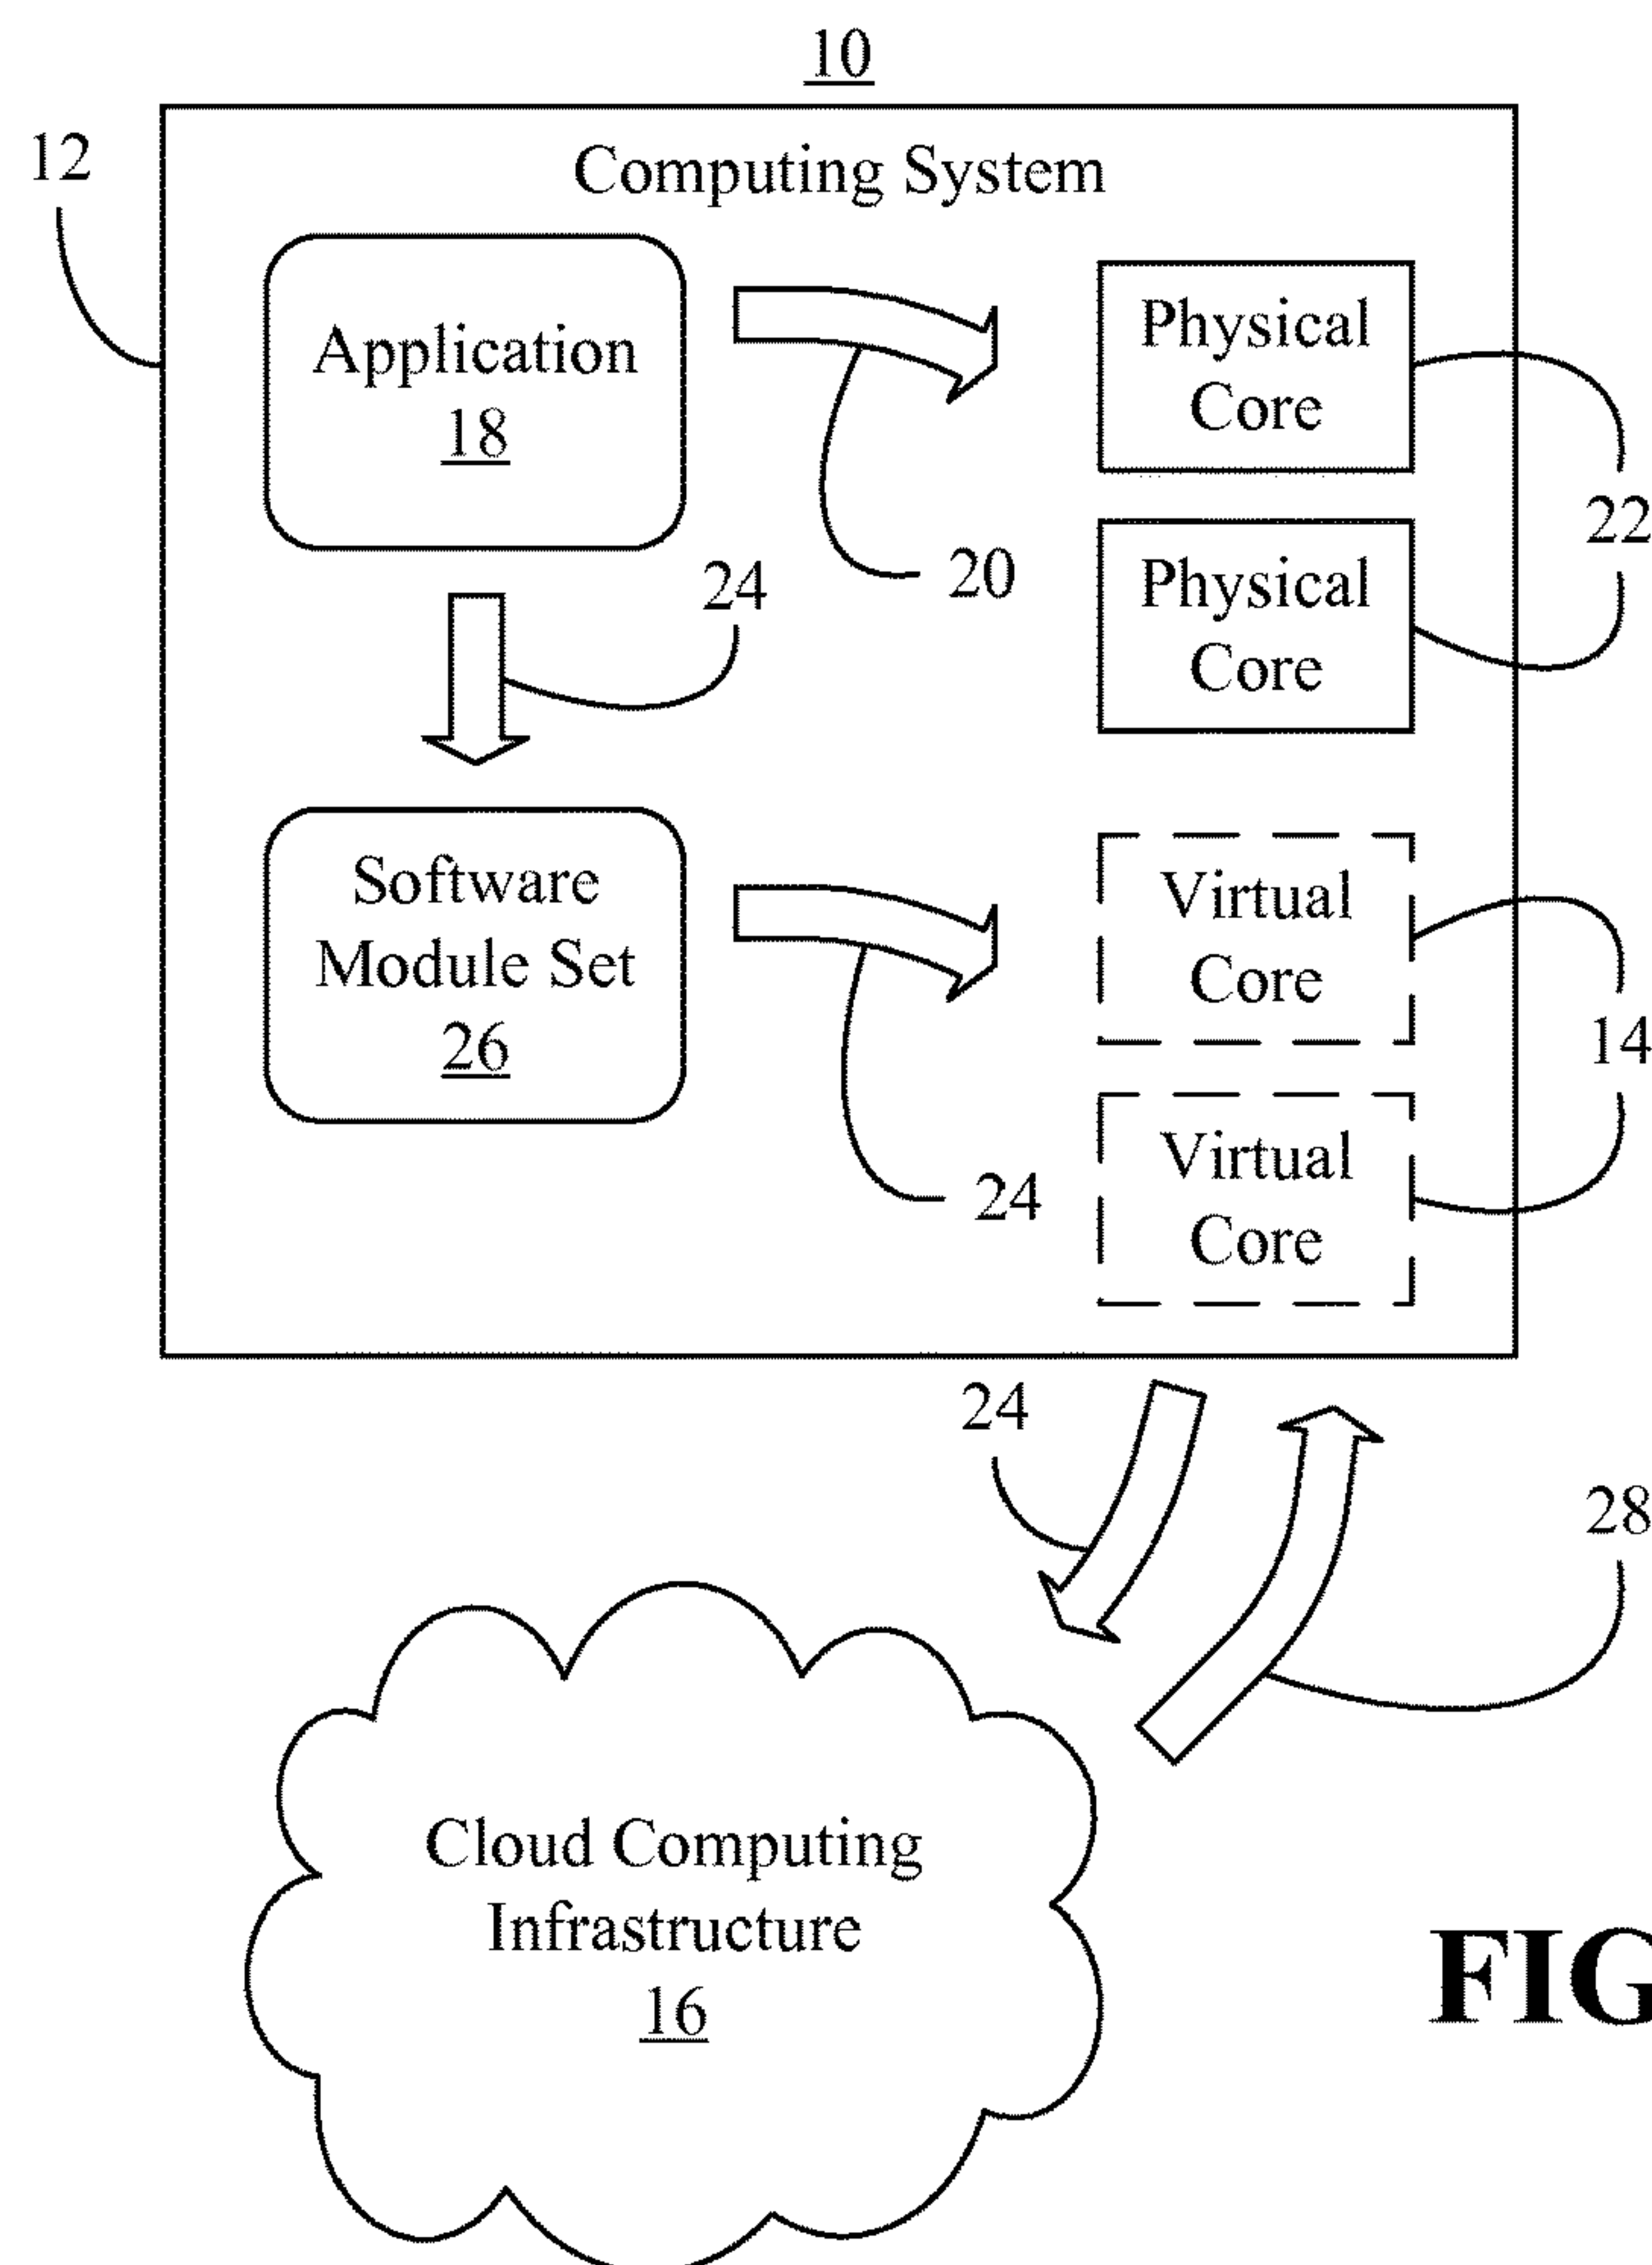 10
12
Computing System
Application
18
Physical
Core
22
20
Physical
Core
24
Software
Module Set
26
Virtual
Core
14
24
Virtual
Core
24
28
Cloud Computing
Infrastructure
16
FIG